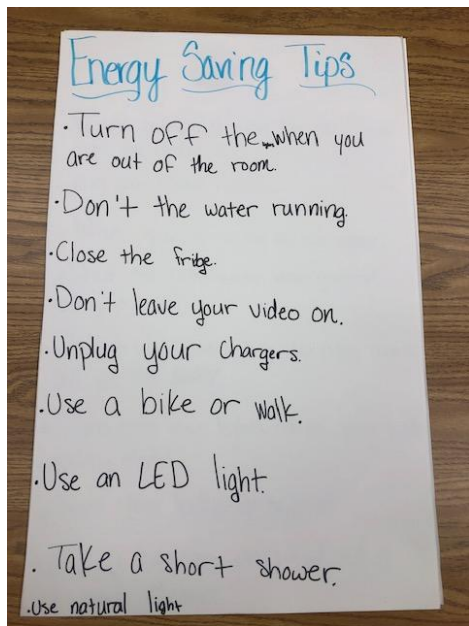 Energy Saving Tips
·Turn off the when you
are out of the room.
·Don't the water running.
·Close the fridge.
·Don't leave your video on.
·Unplug your chargers.
·Use a bike or walk.
·Use an LED light.
·Take a short shower.
·Use natural light